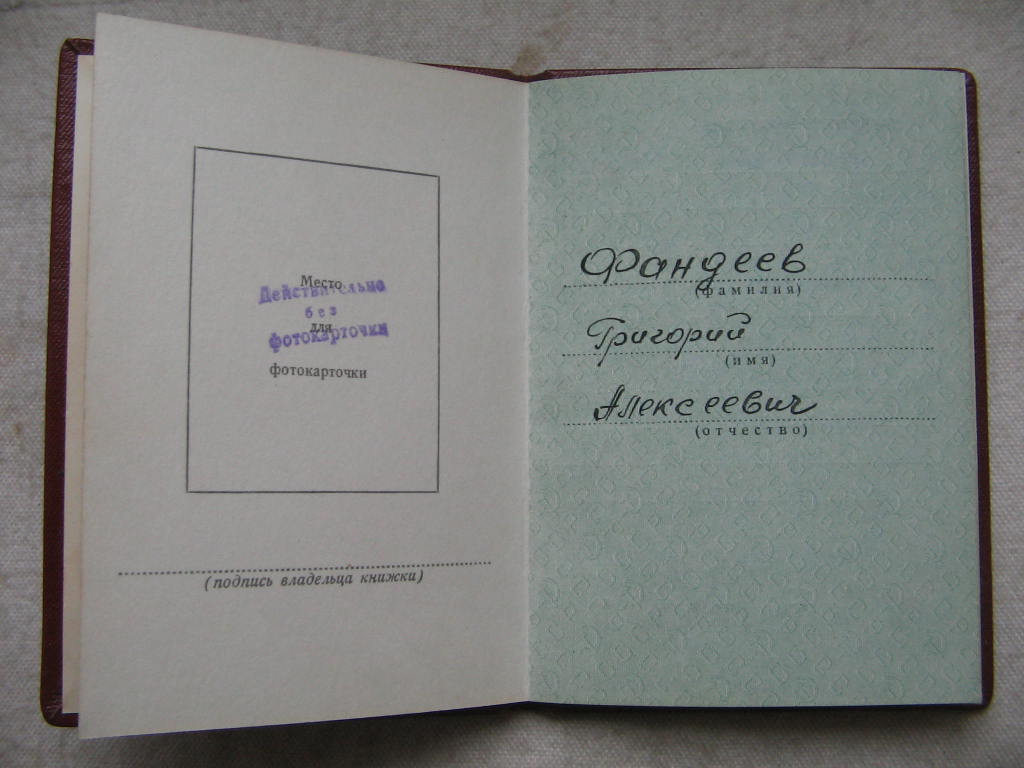 Место
Действительно
без
для
фотокарточки
фотокарточки
(подпись владельца книжки)
Фандеев
(фамилия)
Григорий
(имя)
Алексеевич
(отчество)